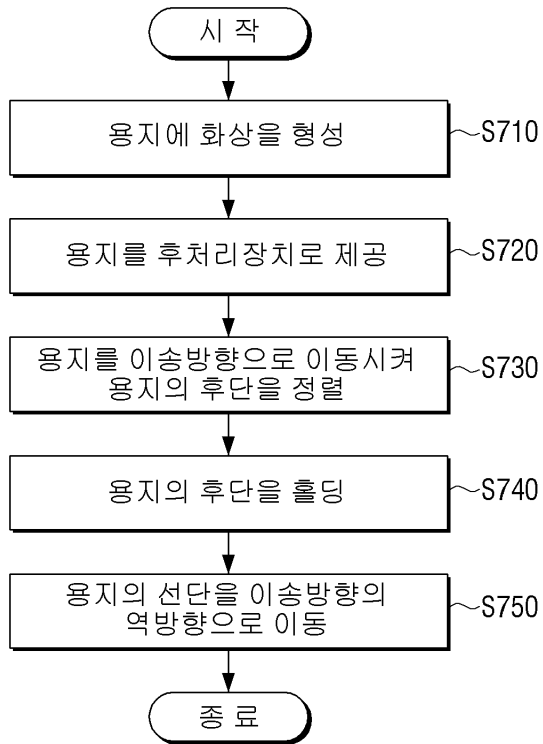 시 작
용지에 화상을 형성
S710
용지를 후처리장치로 제공
S720
용지를 이송방향으로 이동시켜
용지의 후단을 정렬
S730
용지의 후단을 홀딩
S740
용지의 선단을 이송방향의
역방향으로 이동
S750
종 료